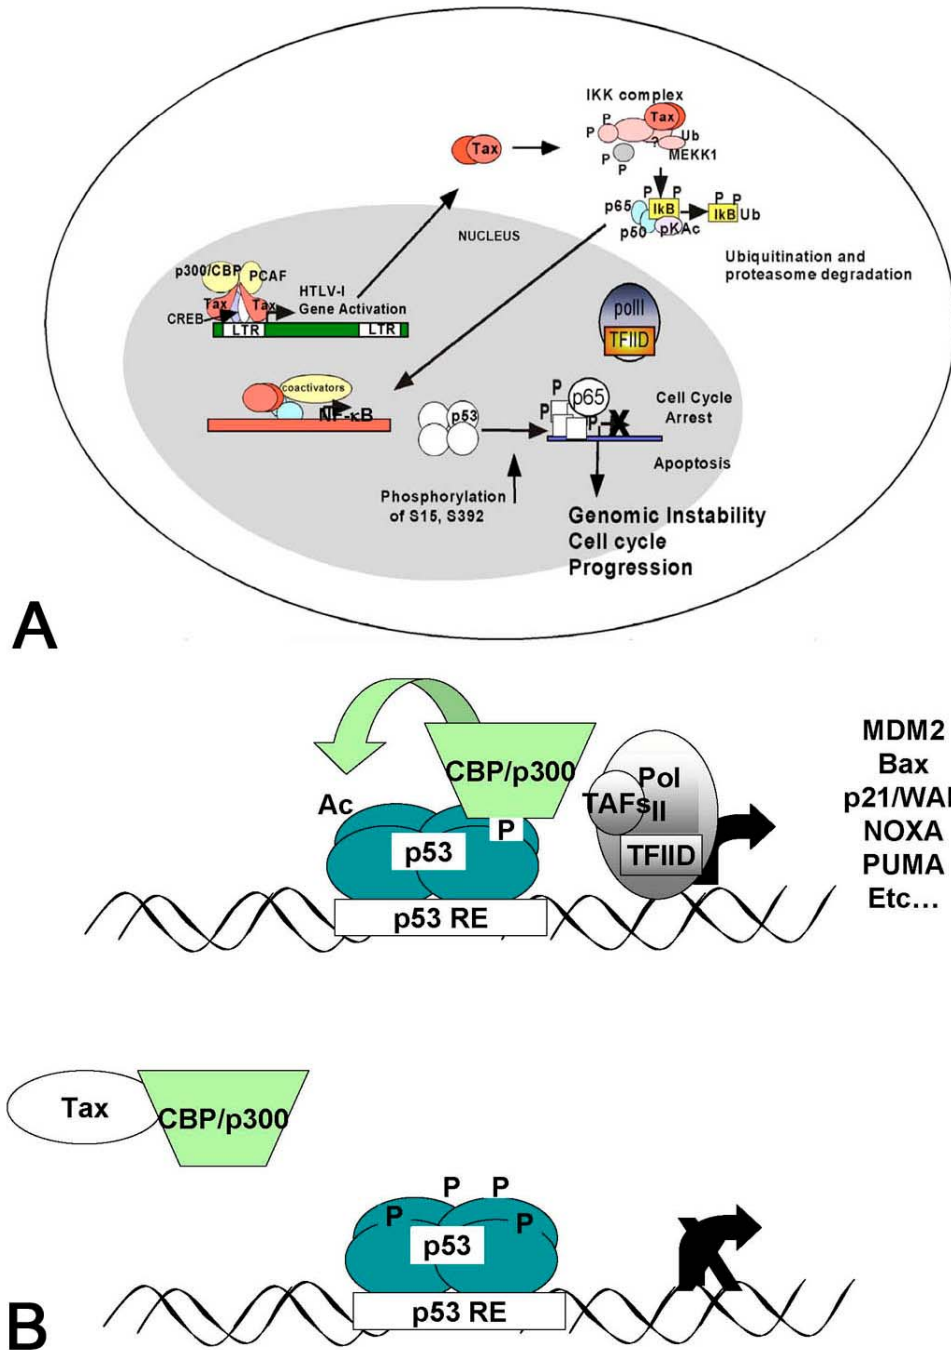 IKK complex
Tax
P
P
Ub
?
MEKK1
P
P
Tax
P
P
p65
IkB
p50
pKAc
P P
IkB Ub
NUCLEUS
Ubiquitination and
proteasome degradation
p300/CBP
PCAF
Tax
Tax
CREB
HTLV-I
Gene Activation
LTR
LTR
polII
TFIID
coactivators
NF-κB
p53
P
P
p65
P
X
Cell Cycle
Arrest
Apoptosis
Phosphorylation
of S15, S392
Genomic Instability
Cell cycle
Progression
A
CBP/p300
Ac
P
p53
p53 RE
TAFs
Pol
II
TFIID
MDM2
Bax
p21/WA
NOXA
PUMA
Etc...
Tax
CBP/p300
P
P
P
P
p53
p53 RE
X
B